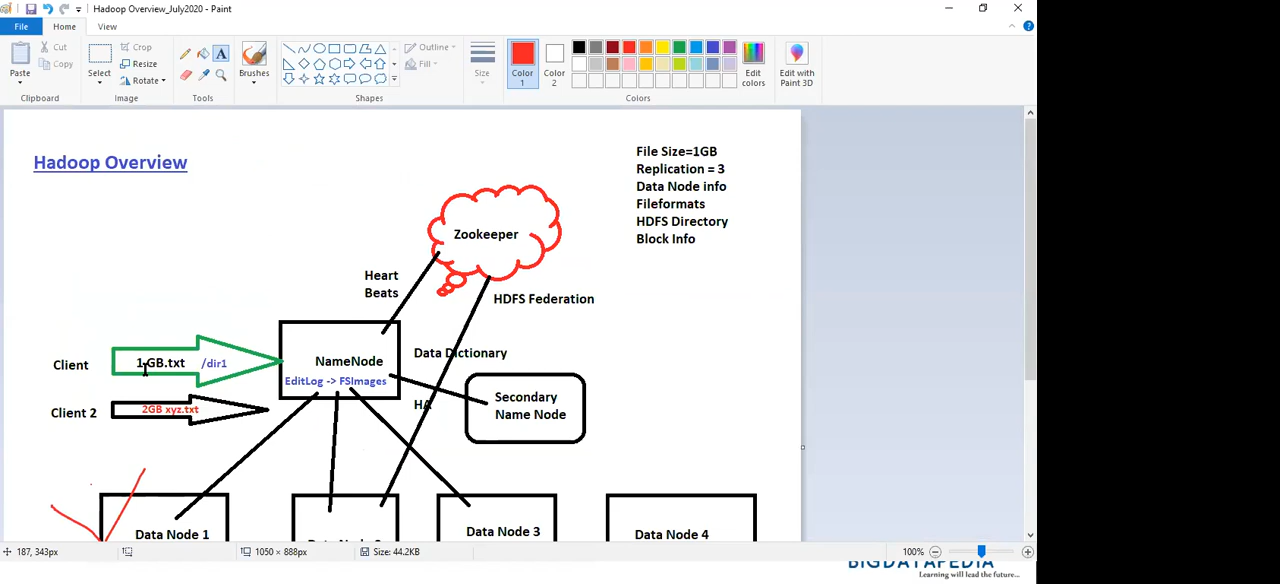 Hadoop Overview_July2020 - Paint
File Home View
Paste
Cut
Copy
Clipboard
Select
Crop
Resize
Rotate
Image
Tools
Brushes
Shapes
Outline
Fill
Size
Color 1
Color 2
Edit colors
Colors
Edit with Paint 3D
Hadoop Overview
File Size=1GB
Replication = 3
Data Node info
Fileformats
HDFS Directory
Block Info
Zookeeper
Heart
Beats
HDFS Federation
Client
1 GB.txt /dir1
NameNode
EditLog -> FSImages
Data Dictionary
Client 2
2GB xyz.txt
HA
Secondary
Name Node
Data Node 1
Data Node 3
Data Node 4
187, 343px
1050 × 888px
Size: 44.2KB
100%
BIGDATAPEDIA
Learning will lead the future...